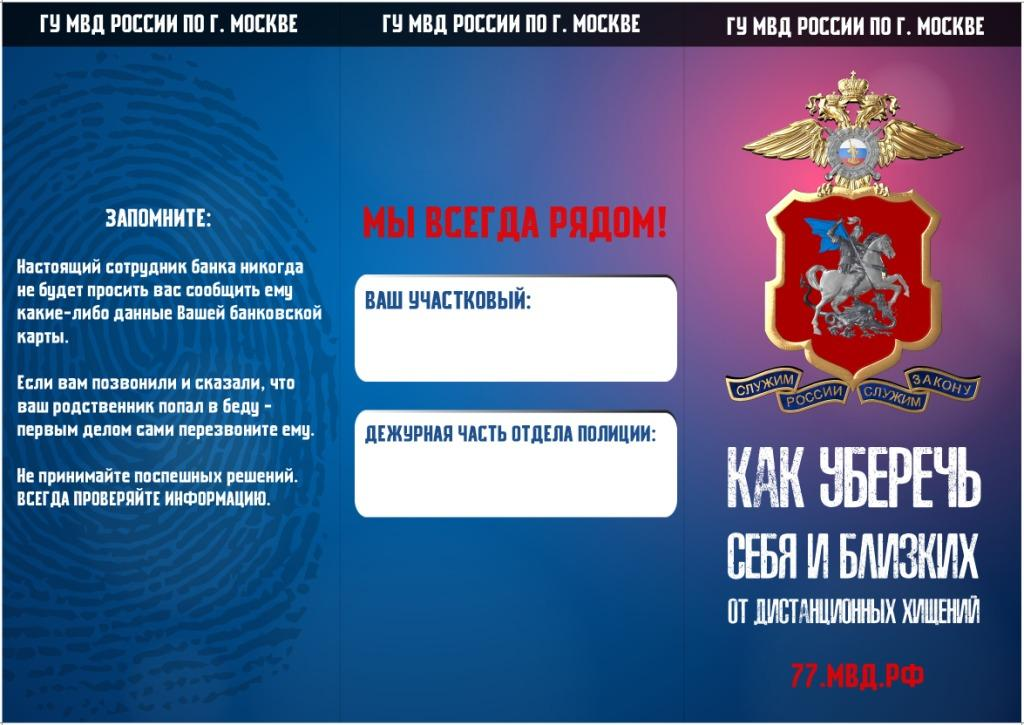 ГУ МВД РОССИИ ПО Г. МОСКВЕ
ЗАПОМНИТЕ:
Настоящий сотрудник банка никогда
не будет просить вас сообщить ему
какие-либо данные Вашей банковской
карты.
Если вам позвонили и сказали, что
ваш родственник попал в беду -
первым делом сами перезвоните ему.
Не принимайте поспешных решений.
ВСЕГДА ПРОВЕРЯЙТЕ ИНФОРМАЦИЮ.
ГУ МВД РОССИИ ПО Г. МОСКВЕ
МЫ ВСЕГДА РЯДОМ!
ВАШ УЧАСТКОВЫЙ:
ДЕЖУРНАЯ ЧАСТЬ ОТДЕЛА ПОЛИЦИИ:
ГУ МВД РОССИИ ПО Г. МОСКВЕ
СЛУЖИМ РОССИИ СЛУЖИМ ЗАКОНУ
КАК УБЕРЕЧЬ
СЕБЯ И БЛИЗКИХ
ОТ ДИСТАНЦИОННЫХ ХИЩЕНИЙ
77.МВД.РФ